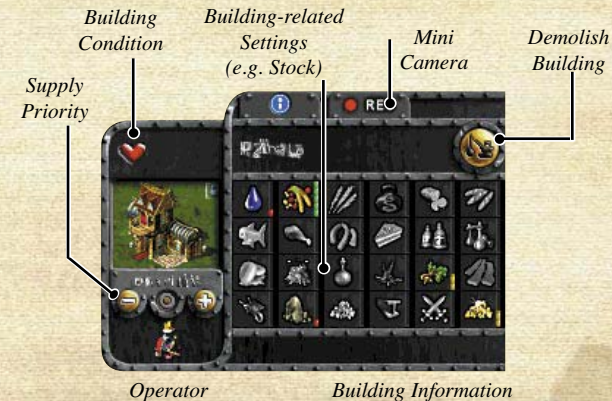 Building
Condition
Building-related
Settings
(e.g. Stock)
Mini
Camera
Demolish
Building
Supply
Priority
Operator
Building Information